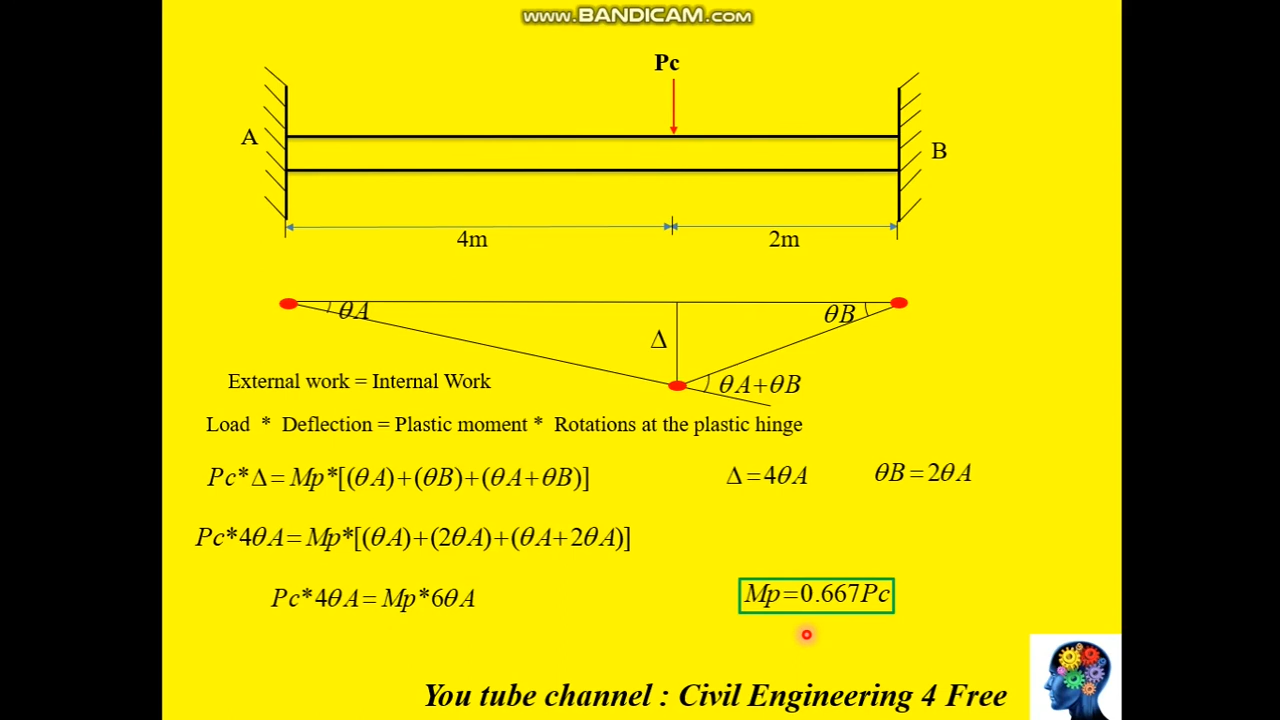 www.BANDICAM.com
Pc
A
B
4m
2m
θA
θB
Δ
θA+θB
External work = Internal Work
Load * Deflection = Plastic moment * Rotations at the plastic hinge
Pc*Δ=Mp*[(θA)+(θB)+(θA+θB)]
Δ=4θA
θB=2θA
Pc*4θA=Mp*[(θA)+(2θA)+(θA+2θA)]
Pc*4θA=Mp*6θA
Mp=0.667Pc
You tube channel : Civil Engineering 4 Free